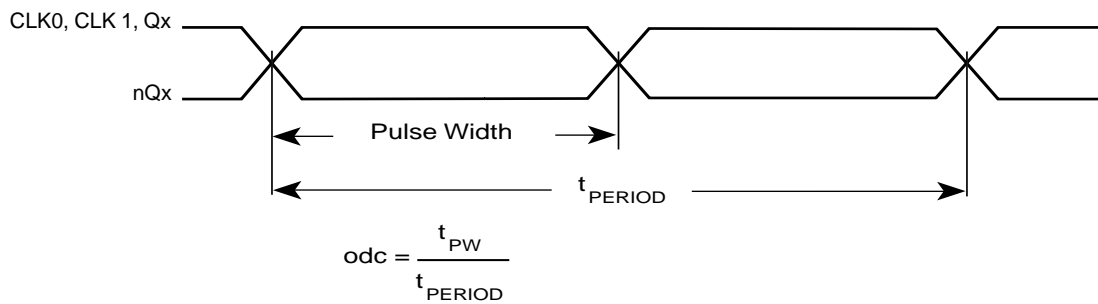 CLK0, CLK 1, Qx
nQx
Pulse Width
tPERIOD
odc = tPW
tPERIOD